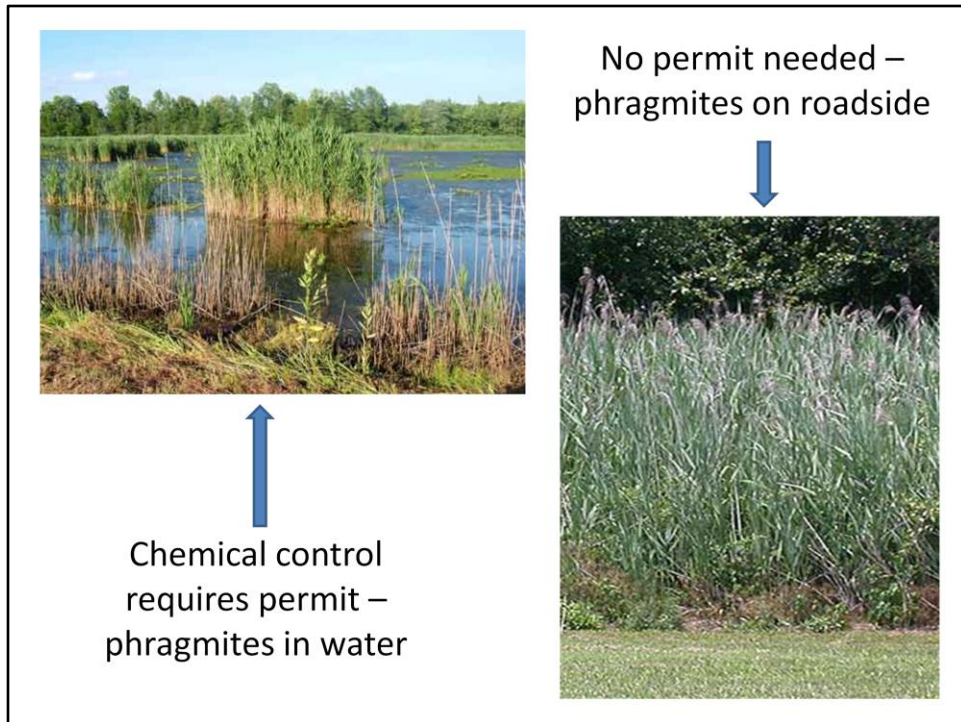 No permit needed –
phragmites on roadside
Chemical control
requires permit –
phragmites in water